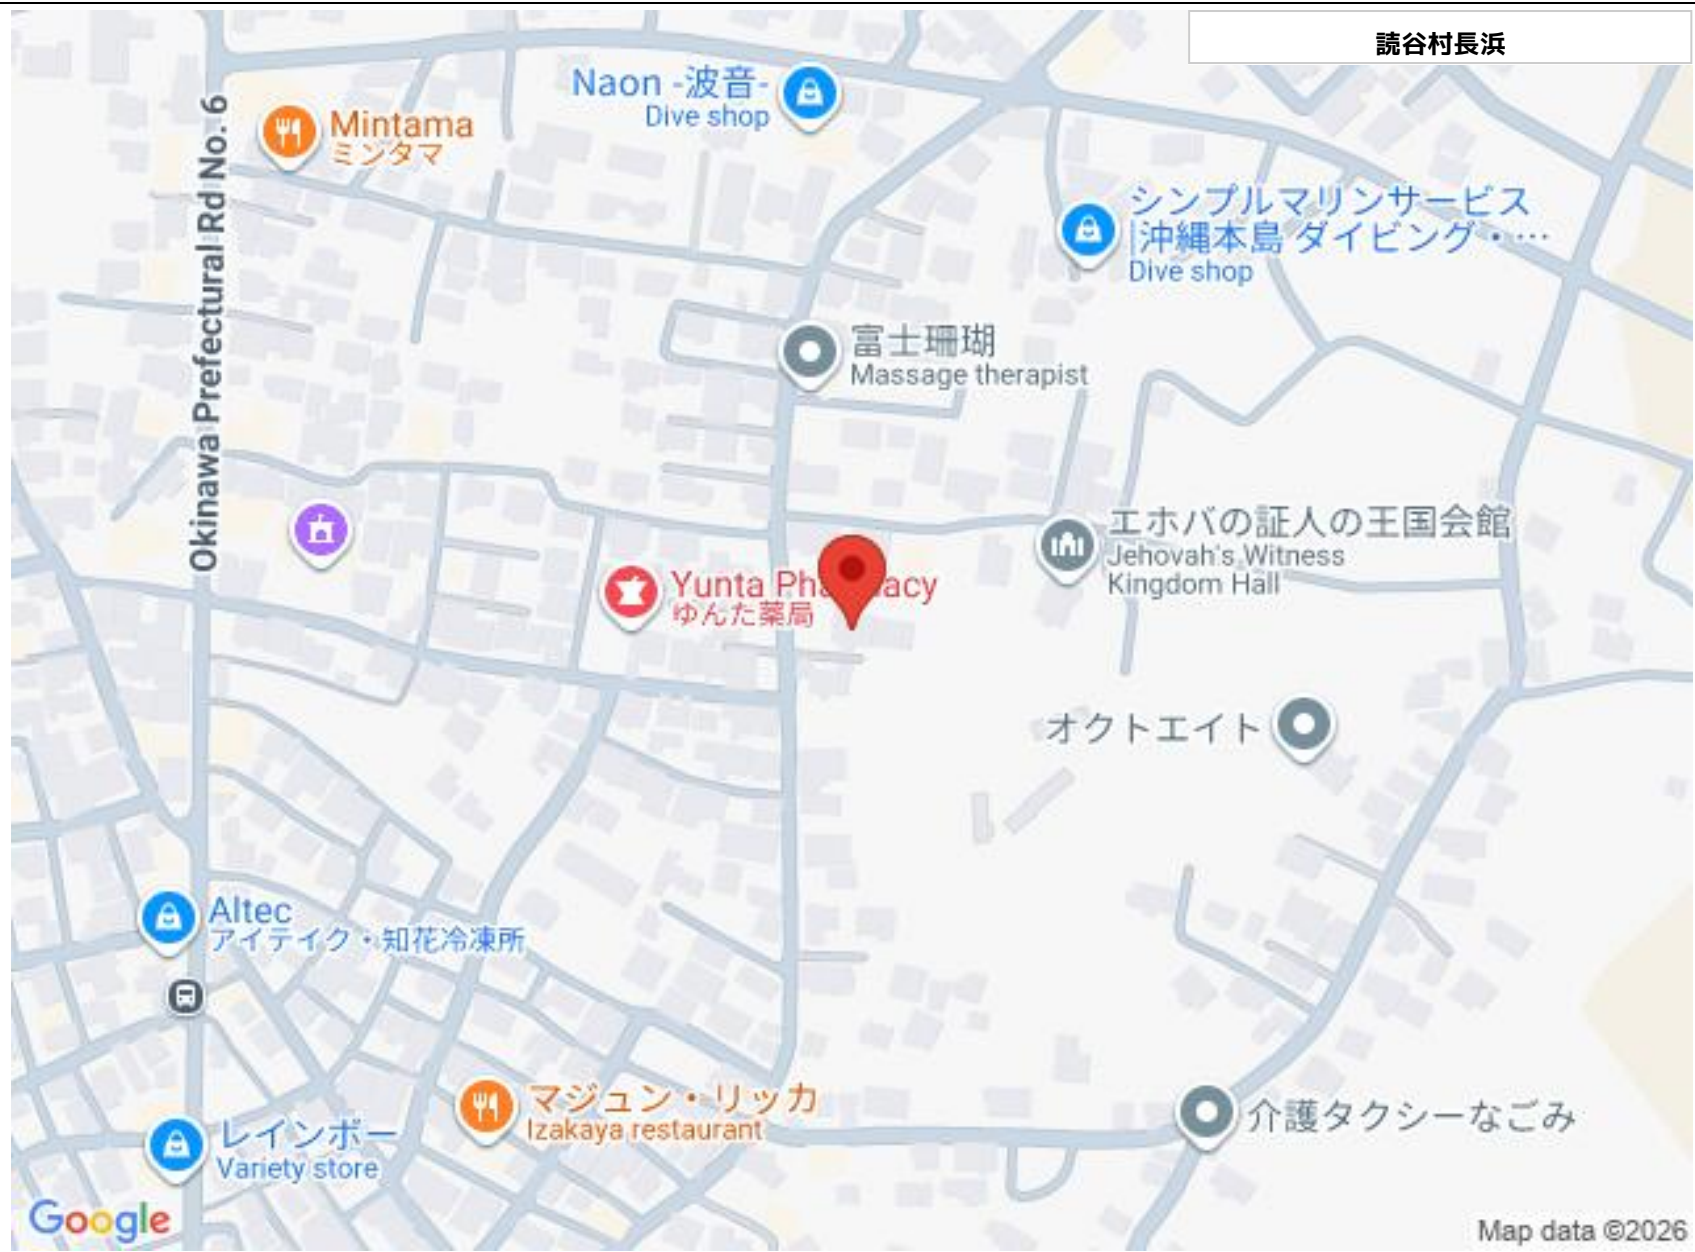 読谷村長浜
Naon -波音-
Dive shop
Mintama
ミンタマ
Okinawa Prefectural Rd No. 6
シンプルマリンサービス
|沖縄本島 ダイビング・…
Dive shop
富士珊瑚
Massage therapist
エホバの証人の王国会館
Jehovah's Witness
Kingdom Hall
Yunta Pha acy
ゆんた薬局
オクトエイト
Altec
アイテイク・知花冷凍所
マジュン・リッカ
Izakaya restaurant
介護タクシーなごみ
レインボー
Variety store
Google
Map data ©2026